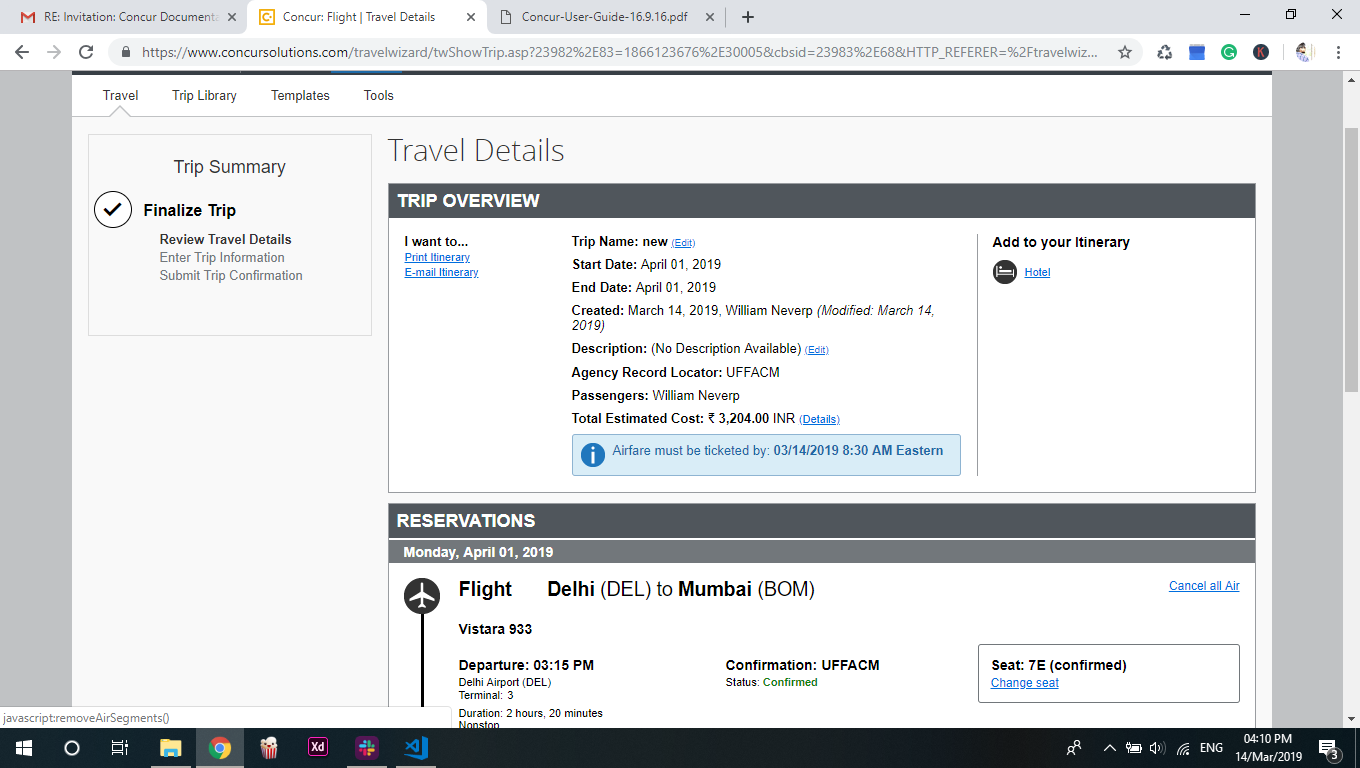 RE: Invitation: Concur Documenta
Concur: Flight | Travel Details
Concur-User-Guide-16.9.16.pdf
https://www.concursolutions.com/travelwizard/twShowTrip.asp?23982%2E83=1866123676%2E30005&cbsid=23983%2E68&HTTP_REFERER=%2Ftravelwiz...
K
Travel Trip Library Templates Tools
Trip Summary
Finalize Trip
Review Travel Details
Enter Trip Information
Submit Trip Confirmation
Travel Details
TRIP OVERVIEW
I want to...
Print Itinerary
E-mail Itinerary
Trip Name: new (Edit)
Start Date: April 01, 2019
End Date: April 01, 2019
Created: March 14, 2019, William Neverp (Modified: March 14,
2019)
Description: (No Description Available) (Edit)
Agency Record Locator: UFFACM
Passengers: William Neverp
Total Estimated Cost: ₹ 3,204.00 INR (Details)
Airfare must be ticketed by: 03/14/2019 8:30 AM Eastern
Add to your Itinerary
Hotel
RESERVATIONS
Monday, April 01, 2019
Flight Delhi (DEL) to Mumbai (BOM)
Cancel all Air
Vistara 933
Departure: 03:15 PM
Delhi Airport (DEL)
Terminal: 3
Duration: 2 hours, 20 minutes
Nonstop
Confirmation: UFFACM
Status: Confirmed
Seat: 7E (confirmed)
Change seat
javascript:removeAirSegments()
Xd
ENG
04:10 PM
14/Mar/2019
3